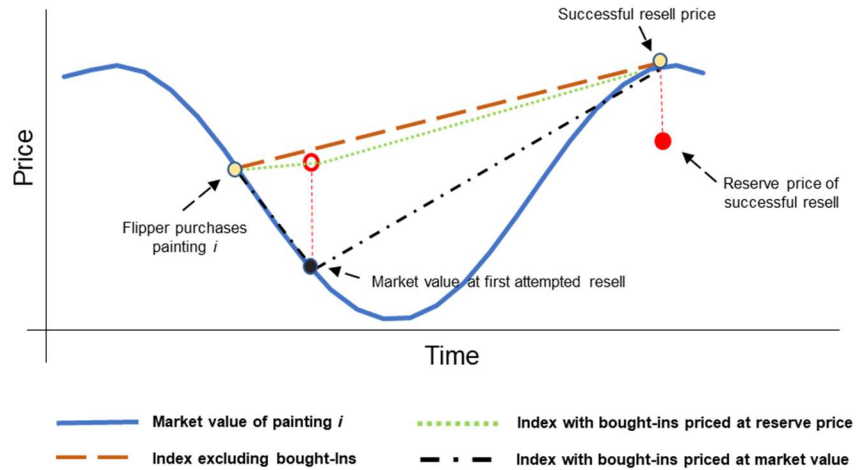 Successful resell price
Price
Flipper purchases
painting i
Reserve price of
successful resell
Market value at first attempted resell
Time
Market value of painting i
Index with bought-ins priced at reserve price
Index excluding bought-Ins
Index with bought-ins priced at market value